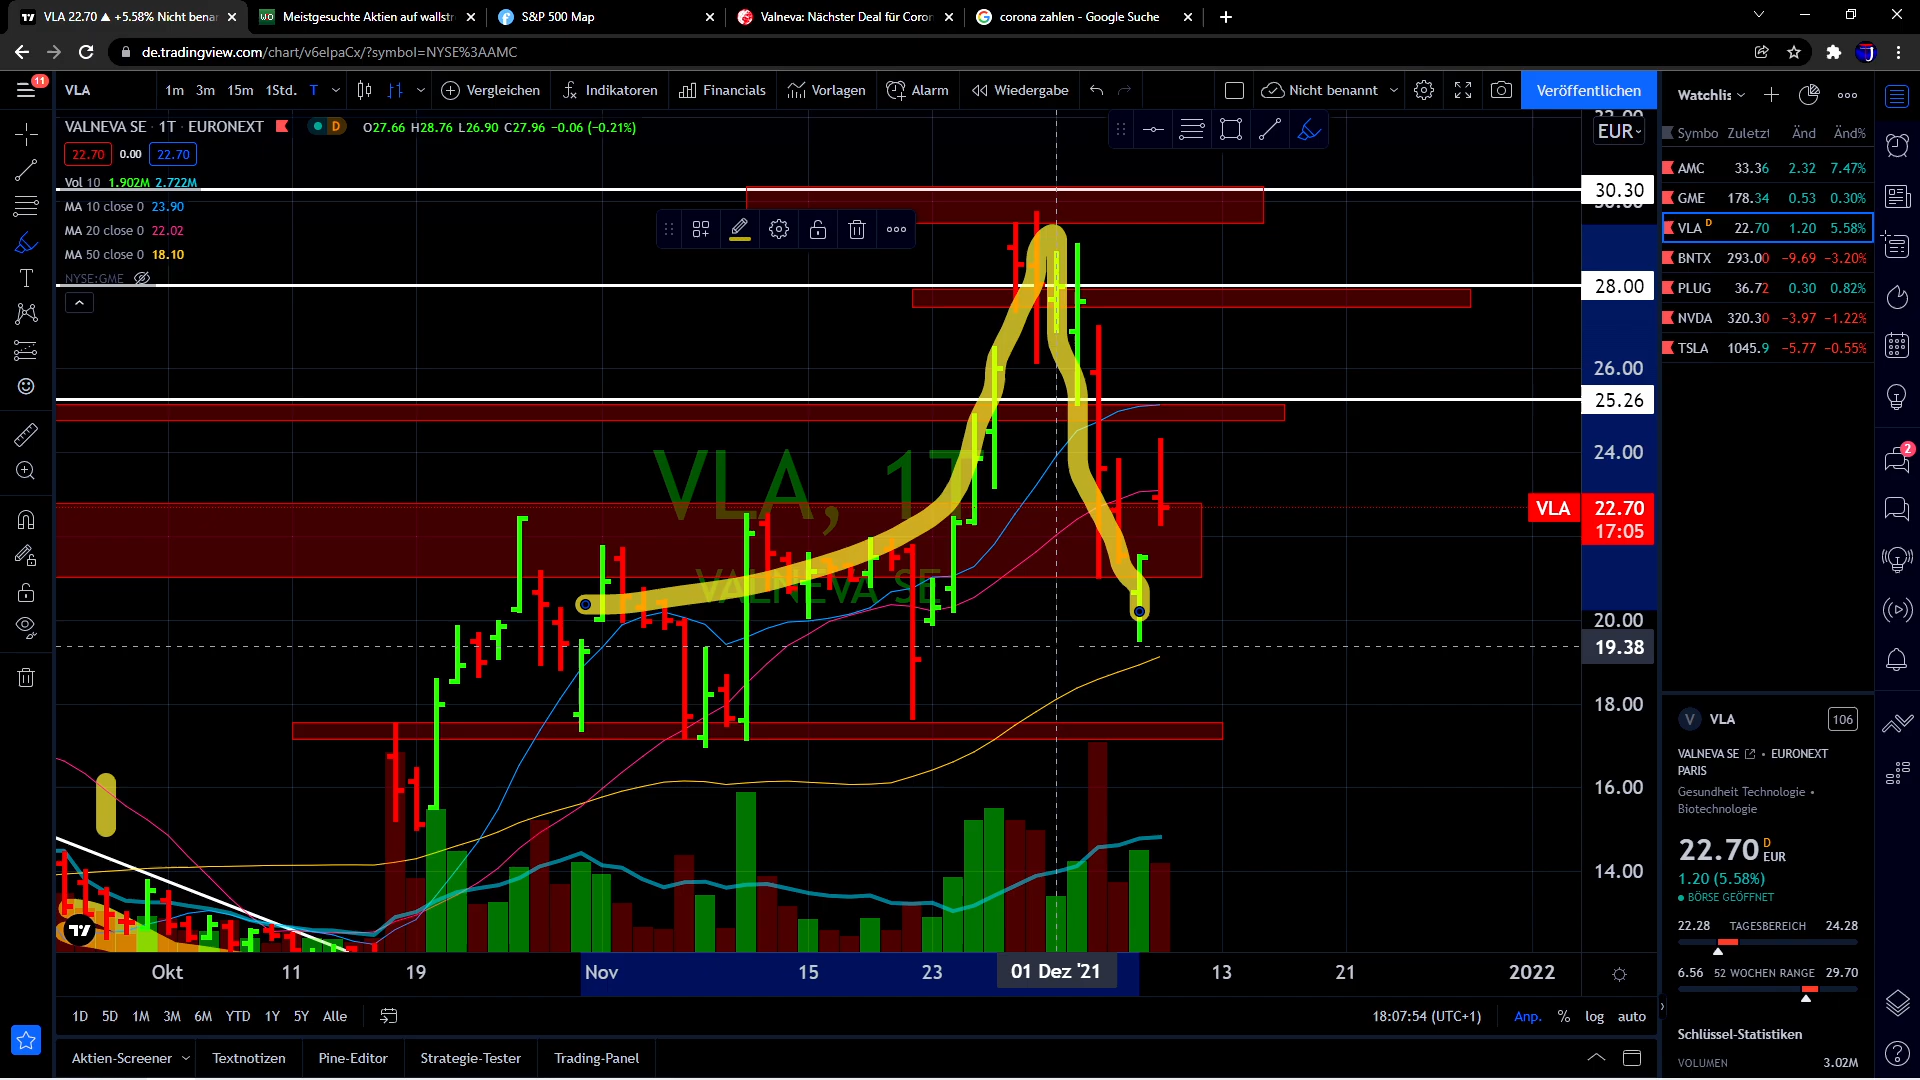 VLA 22.70 ▲ +5.58% Nicht benan
Meistgesuchte Aktien auf wallstr
S&P 500 Map
Valneva: Nächster Deal für Coron
corona zahlen - Google Suche
de.tradingview.com/chart/v6elpaCx/?symbol=NYSE%3AAMC
11
VLA
1m 3m 15m 1Std. T
Vergleichen
Indikatoren
Financials
Vorlagen
Alarm
Wiedergabe
Nicht benannt
Veröffentlichen
VALNEVA SE · 1T · EURONEXT
D
O27.66 H28.76 L26.90 C27.96 −0.06 (−0.21%)
22.70 0.00 22.70
Vol 10 1.902M 2.722M
MA 10 close 0 23.90
MA 20 close 0 22.02
MA 50 close 0 18.10
NYSE:GME
VLA, 1T
VALNEVA SE
EUR
30.30
28.00
26.00
25.26
24.00
VLA 22.70
17:05
20.00
19.38
18.00
16.00
14.00
Okt 11 19 Nov 15 23 01 Dez '21 13 21 2022
1D 5D 1M 3M 6M YTD 1Y 5Y Alle
18:07:54 (UTC+1) Anp. % log auto
Aktien-Screener Textnotizen Pine-Editor Strategie-Tester Trading-Panel
Watchlis
Symbo Zuletzt Änd Änd%
AMC 33.36 2.32 7.47%
GME 178.34 0.53 0.30%
VLA D 22.70 1.20 5.58%
BNTX 293.00 −9.69 −3.20%
PLUG 36.72 0.30 0.82%
NVDA 320.30 −3.97 −1.22%
TSLA 1045.9 −5.77 −0.55%
2
V VLA 106
VALNEVA SE • EURONEXT
PARIS
Gesundheit Technologie •
Biotechnologie
22.70 D EUR
1.20 (5.58%)
BÖRSE GEÖFFNET
22.28 TAGESBEREICH 24.28
6.56 52 WOCHEN RANGE 29.70
Schlüssel-Statistiken
VOLUMEN 3.02M